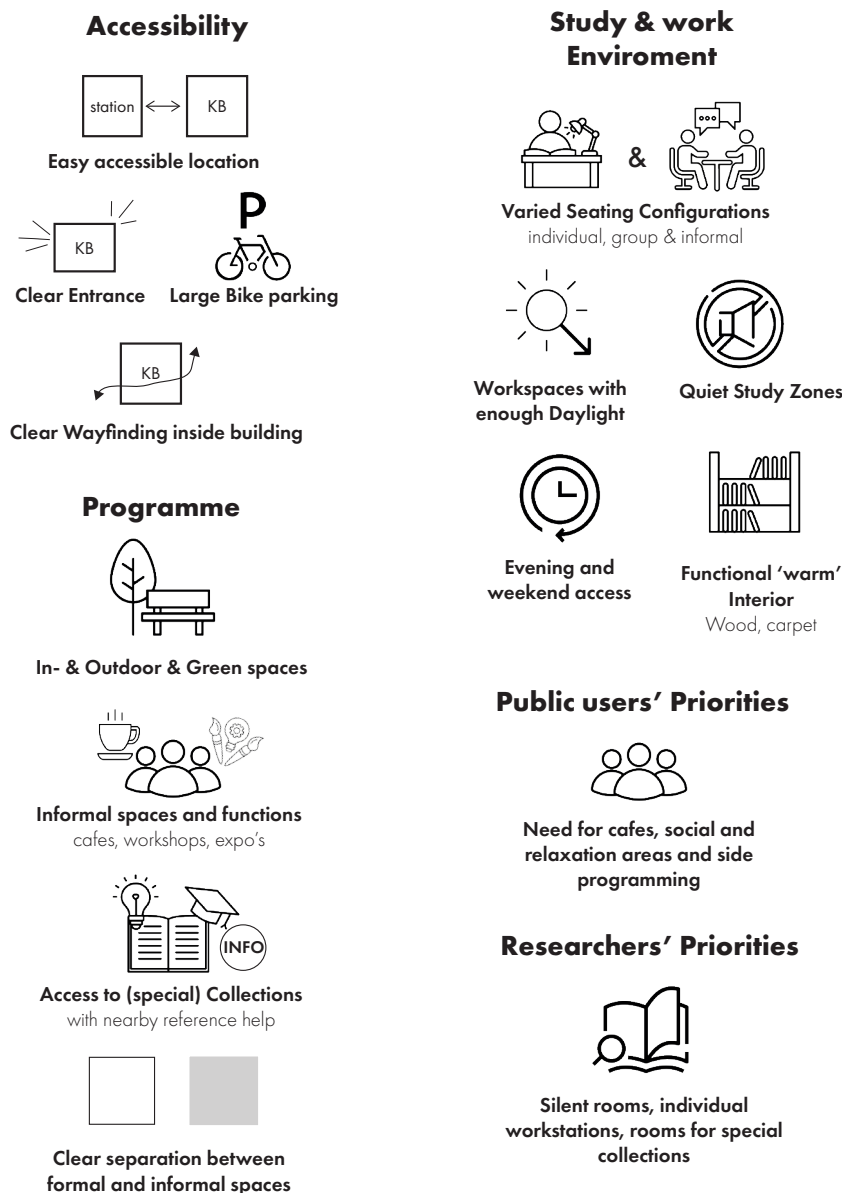 Accessibility
station
KB
Easy accessible location
KB
Clear Entrance
P
Large Bike parking
KB
Clear Wayfinding inside building
Programme
In- & Outdoor & Green spaces
Informal spaces and functions
cafes, workshops, expo's
INFO
Access to (special) Collections
with nearby reference help
Clear separation between
formal and informal spaces
Study & work
Enviroment
&
Varied Seating Configurations
individual, group & informal
Workspaces with
enough Daylight
Quiet Study Zones
Evening and
weekend access
Functional ‘warm’
Interior
Wood, carpet
Public users’ Priorities
Need for cafes, social and
relaxation areas and side
programming
Researchers’ Priorities
Silent rooms, individual
workstations, rooms for special
collections